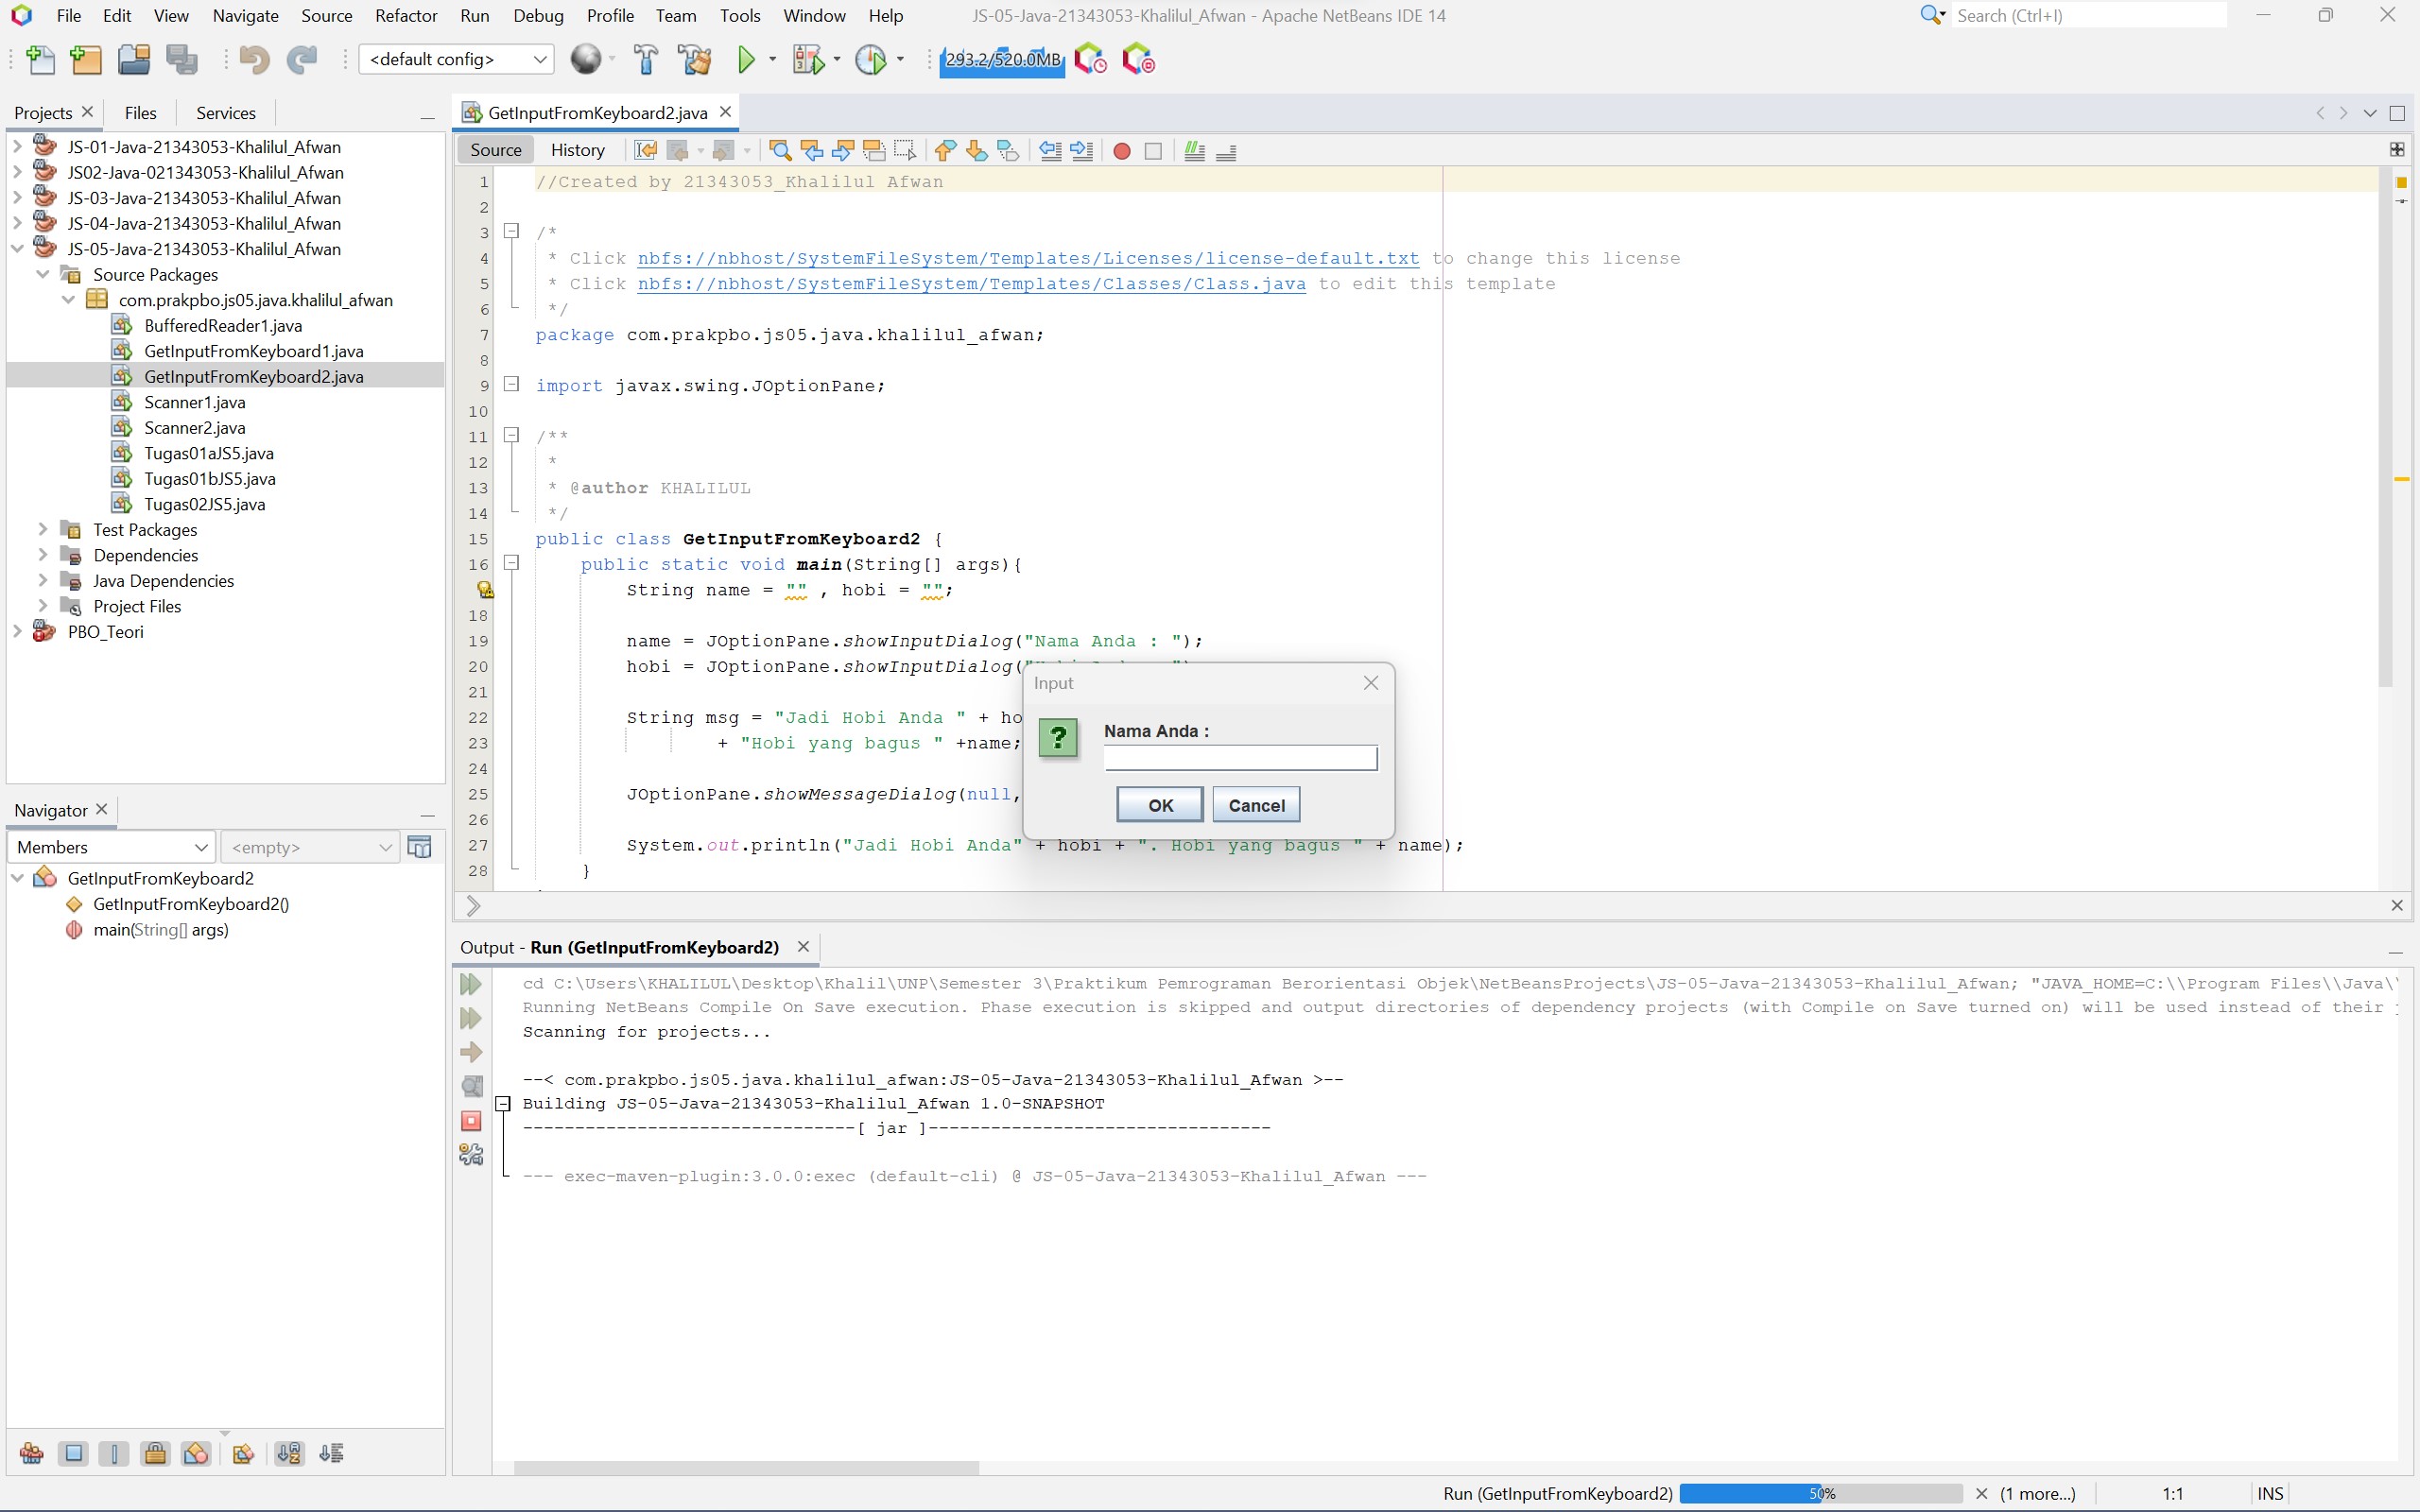 File Edit View Navigate Source Refactor Run Debug Profile Team Tools Window Help
JS-05-Java-21343053-Khalilul_Afwan - Apache NetBeans IDE 14
Search (Ctrl+I)
<default config>
293.2/520.0MB
Projects Files Services
JS-01-Java-21343053-Khalilul_Afwan
JS02-Java-021343053-Khalilul_Afwan
JS-03-Java-21343053-Khalilul_Afwan
JS-04-Java-21343053-Khalilul_Afwan
JS-05-Java-21343053-Khalilul_Afwan
Source Packages
com.prakpbo.js05.java.khalilul_afwan
BufferedReader1.java
GetInputFromKeyboard1.java
GetInputFromKeyboard2.java
Scanner1.java
Scanner2.java
Tugas01aJS5.java
Tugas01bJS5.java
Tugas02JS5.java
Test Packages
Dependencies
Java Dependencies
Project Files
PBO_Teori
Navigator
Members <empty>
GetInputFromKeyboard2
GetInputFromKeyboard2()
main(String[] args)
GetInputFromKeyboard2.java
Source History
1 //Created by 21343053_Khalilul Afwan
2
3 /*
4 * Click nbfs://nbhost/SystemFileSystem/Templates/Licenses/license-default.txt to change this license
5 * Click nbfs://nbhost/SystemFileSystem/Templates/Classes/Class.java to edit this template
6 */
7 package com.prakpbo.js05.java.khalilul_afwan;
8
9 import javax.swing.JOptionPane;
10
11 /**
12 *
13 * @author KHALILUL
14 */
15 public class GetInputFromKeyboard2 {
16 public static void main(String[] args){
String name = "" , hobi = "";
18
19 name = JOptionPane.showInputDialog("Nama Anda : ");
20 hobi = JOptionPane.showInputDialog(
21
22 String msg = "Jadi Hobi Anda " + ho
23 + "Hobi yang bagus " +name;
24
25 JOptionPane.showMessageDialog(null,
26
27 System.out.println("Jadi Hobi Anda" + hobi + ". Hobi yang bagus " + name);
28 }
Input
Nama Anda :
OK Cancel
Output - Run (GetInputFromKeyboard2)
cd C:\Users\KHALILUL\Desktop\Khalil\UNP\Semester 3\Praktikum Pemrograman Berorientasi Objek\NetBeansProjects\JS-05-Java-21343053-Khalilul_Afwan; "JAVA_HOME=C:\\Program Files\\Java\
Running NetBeans Compile On Save execution. Phase execution is skipped and output directories of dependency projects (with Compile on Save turned on) will be used instead of their
Scanning for projects...
--< com.prakpbo.js05.java.khalilul_afwan:JS-05-Java-21343053-Khalilul_Afwan >--
Building JS-05-Java-21343053-Khalilul_Afwan 1.0-SNAPSHOT
--------------------------------[ jar ]---------------------------------
--- exec-maven-plugin:3.0.0:exec (default-cli) @ JS-05-Java-21343053-Khalilul_Afwan ---
Run (GetInputFromKeyboard2) 50% (1 more...) 1:1 INS